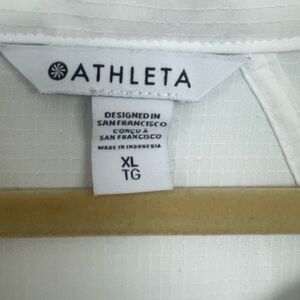 ATHLETA
DESIGNED IN
SAN FRANCISCO
CONÇU À
SAN FRANCISCO
MADE IN INDONESIA
XL
TG